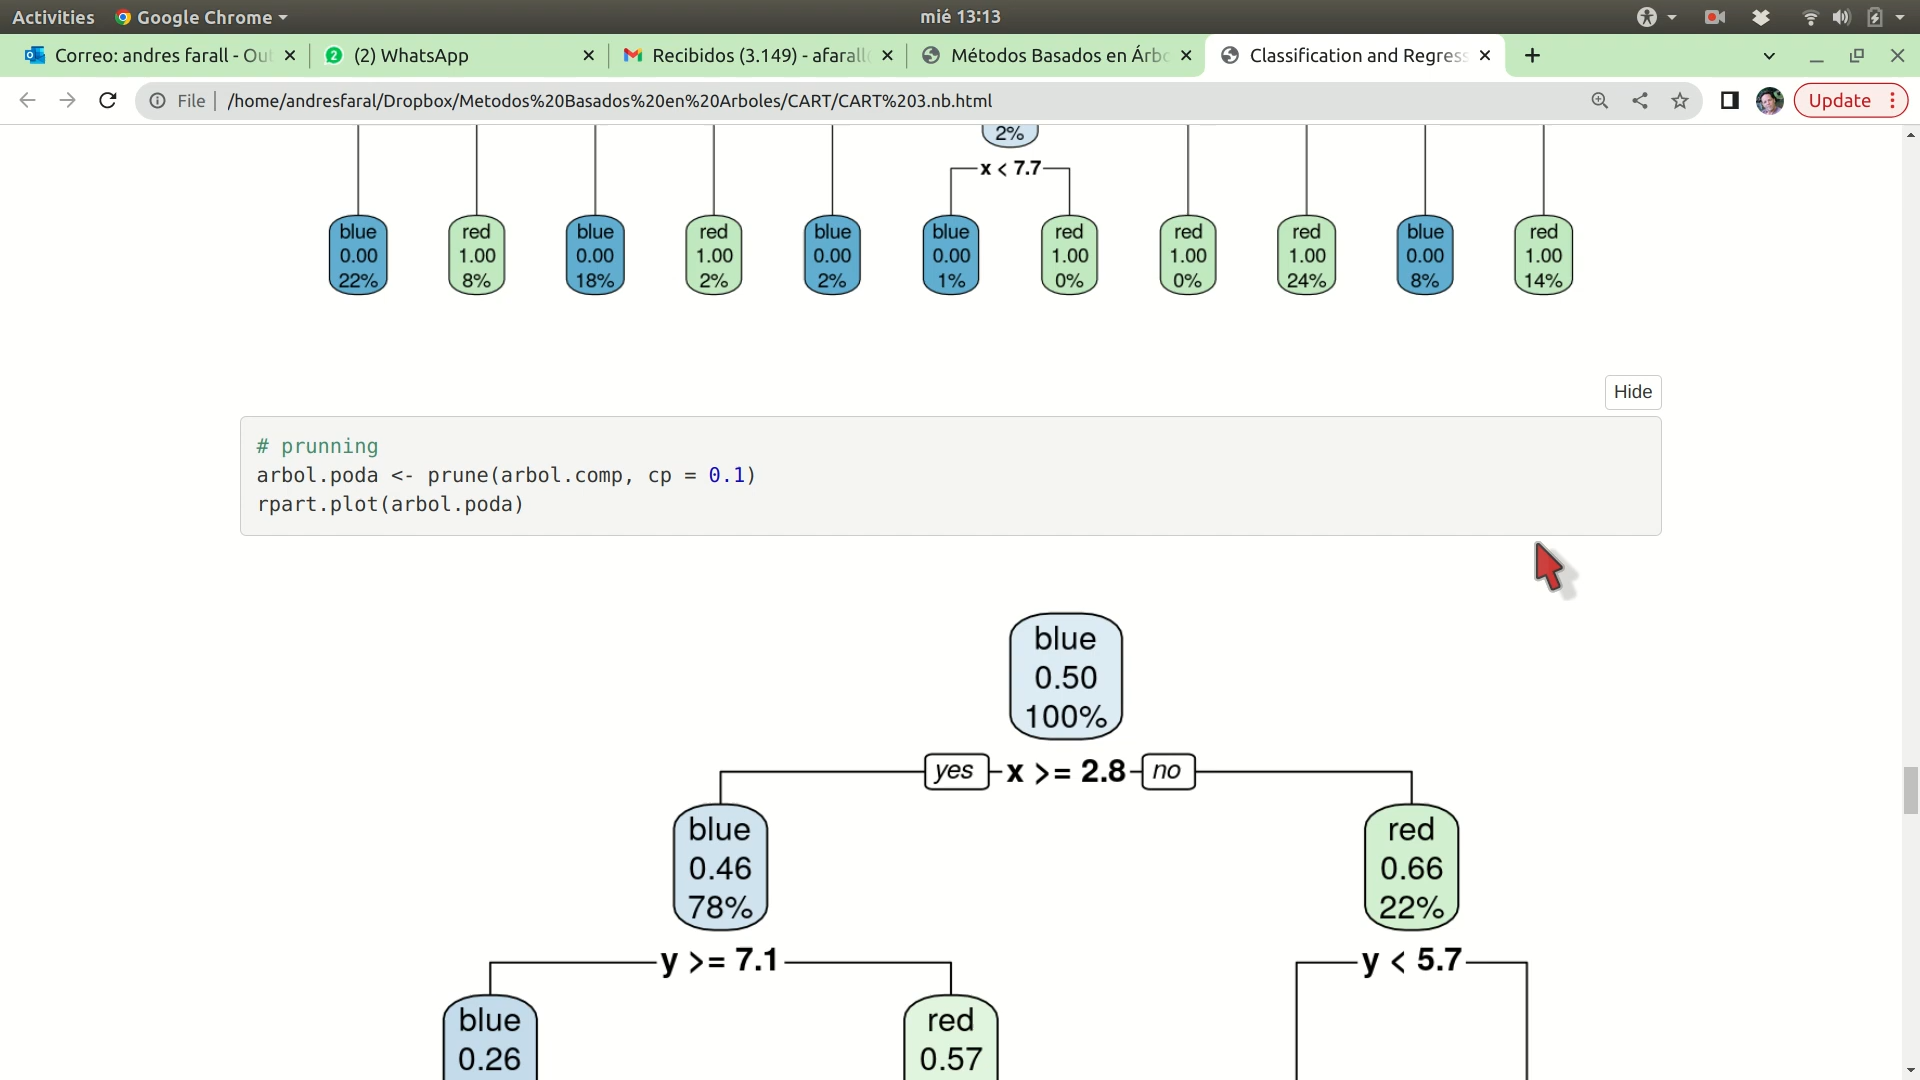 Activities Google Chrome mié 13:13
Correo: andres farall - Ou (2) WhatsApp Recibidos (3.149) - afarall Métodos Basados en Árbo Classification and Regres
File /home/andresfaral/Dropbox/Metodos%20Basados%20en%20Arboles/CART/CART%203.nb.html Update
2%
x < 7.7
blue red blue red blue blue red red red blue red
0.00 1.00 0.00 1.00 0.00 0.00 1.00 1.00 1.00 0.00 1.00
22% 8% 18% 2% 2% 1% 0% 0% 24% 8% 14%
Hide
# prunning
arbol.poda <- prune(arbol.comp, cp = 0.1)
rpart.plot(arbol.poda)
blue
0.50
100%
yes x >= 2.8 no
blue red
0.46 0.66
78% 22%
y >= 7.1 y < 5.7
blue red
0.26 0.57